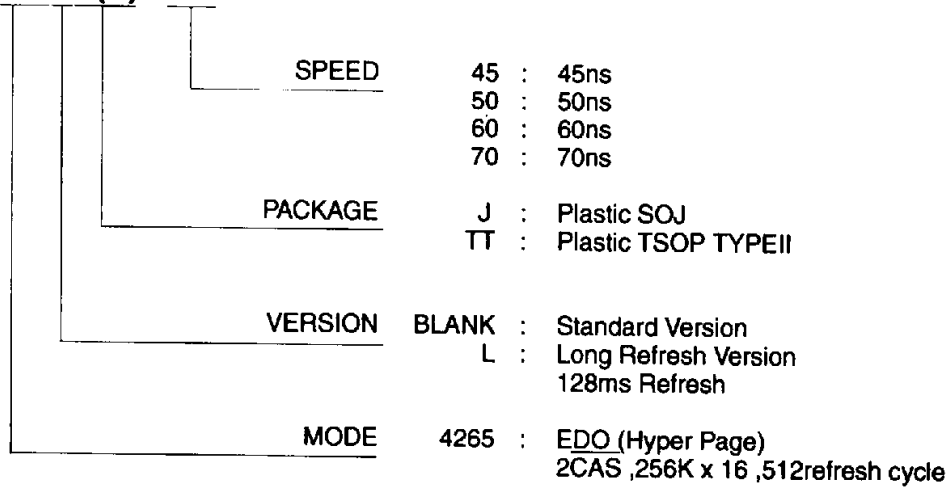 SPEED 45 : 45ns
50 : 50ns
60 : 60ns
70 : 70ns
PACKAGE J : Plastic SOJ
TT : Plastic TSOP TYPEII
VERSION BLANK : Standard Version
L : Long Refresh Version
128ms Refresh
MODE 4265 : EDO (Hyper Page)
2CAS ,256K x 16 ,512refresh cycle